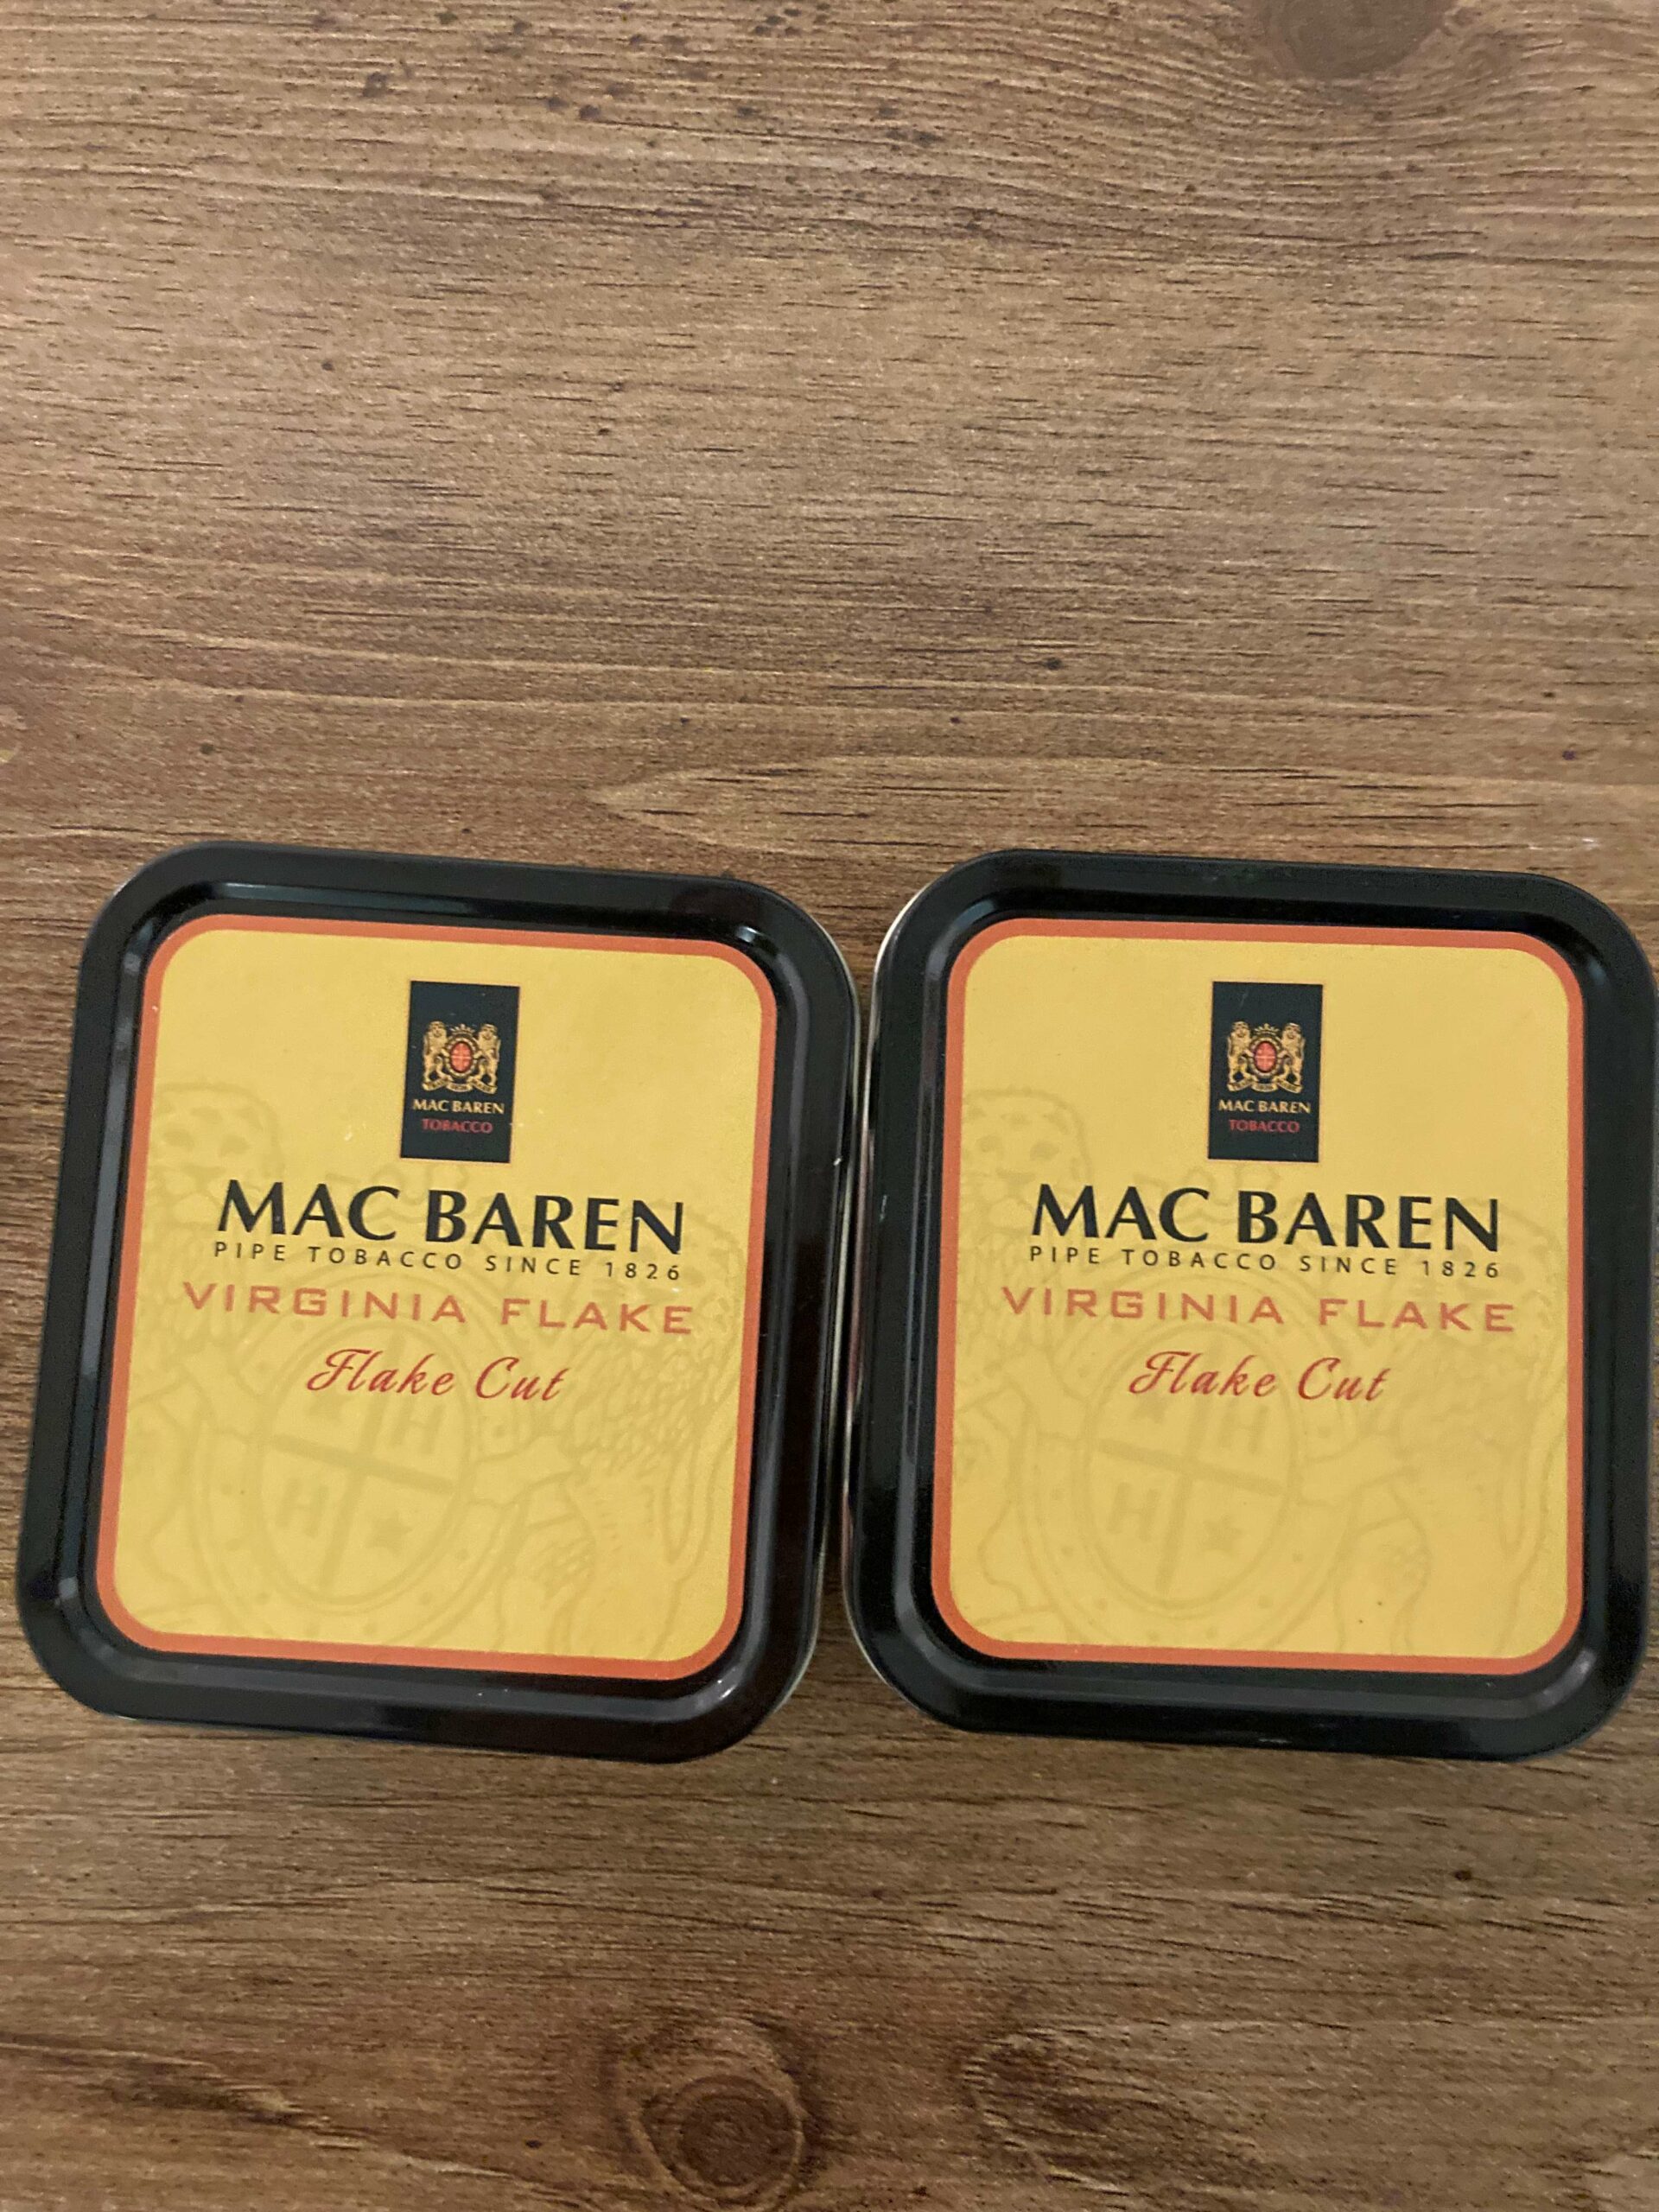 MAC BAREN
TOBACCO
MAC BAREN
PIPE TOBACCO SINCE 1826
VIRGINIA FLAKE
Flake Cut
H
H
MAC BAREN
TOBACCO
MAC BAREN
PIPE TOBACCO SINCE 1826
VIRGINIA FLAKE
Flake Cut
H
H